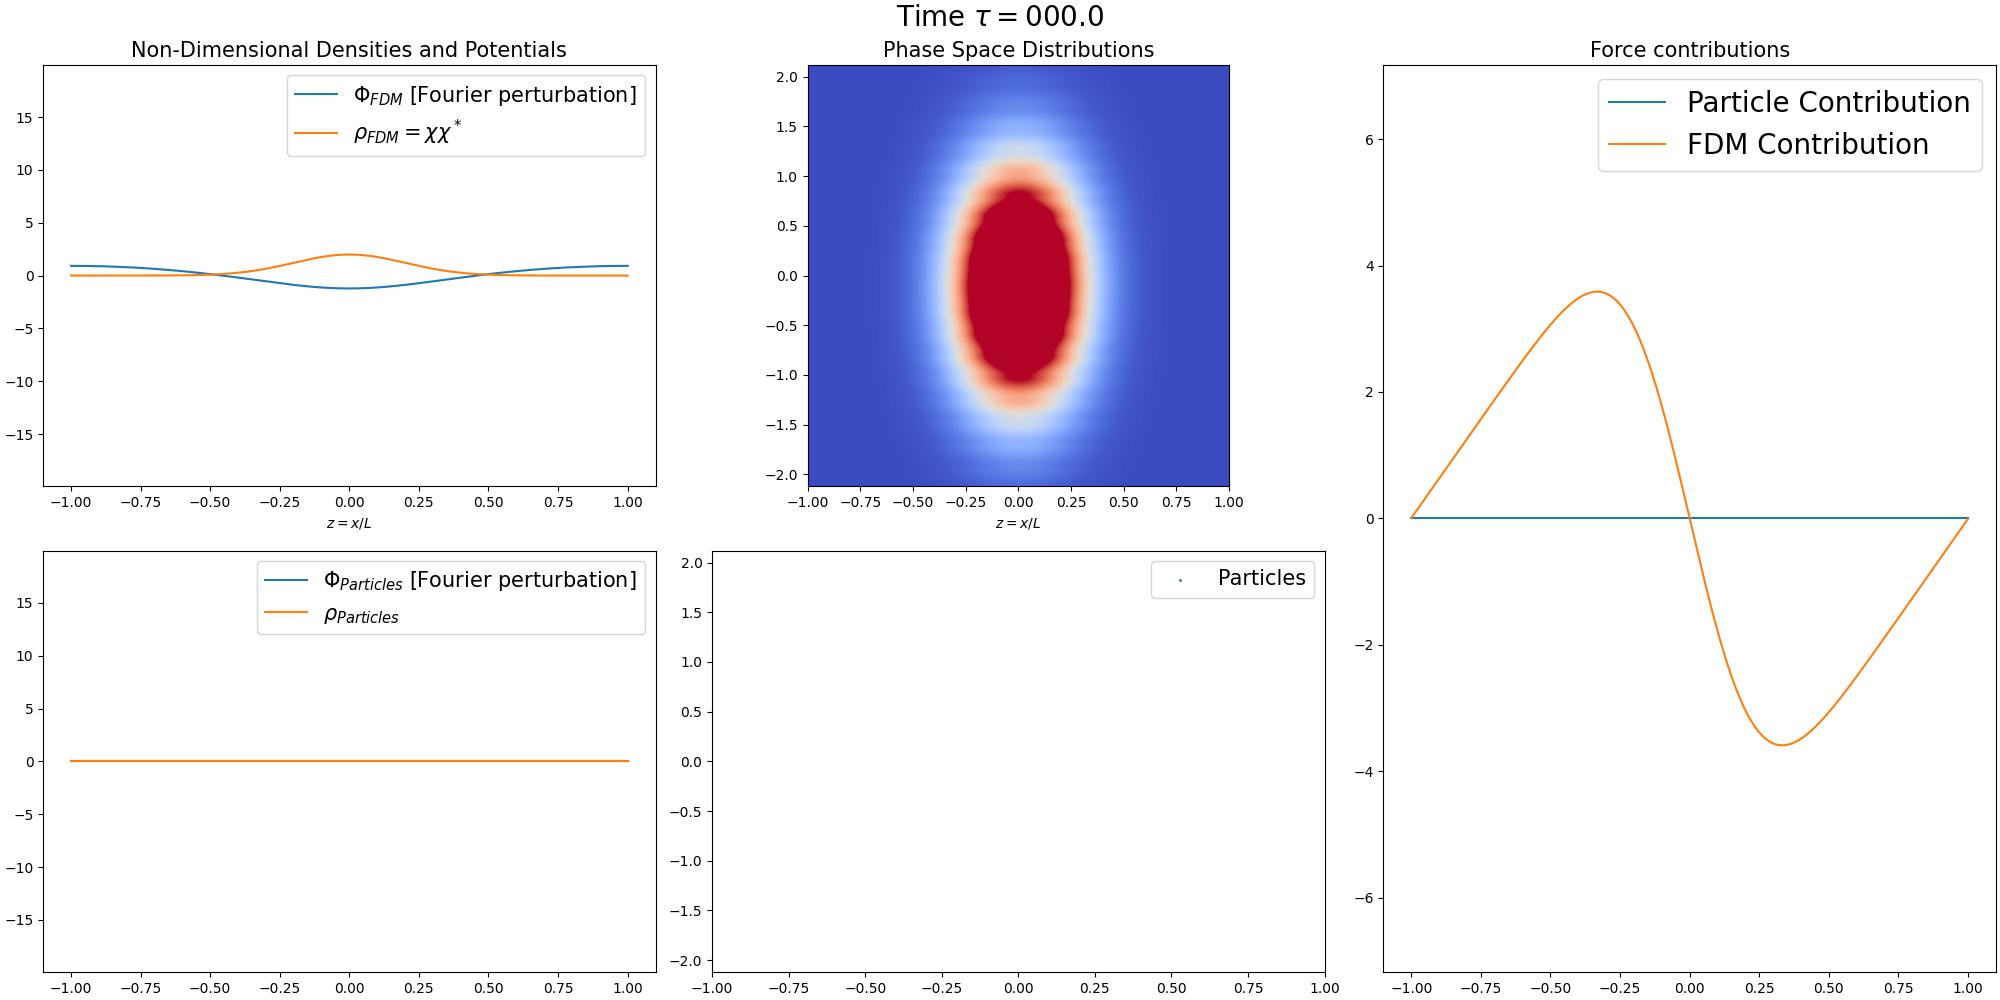 Time τ = 000.0
Non-Dimensional Densities and Potentials
Φ_FDM [Fourier perturbation]
ρ_FDM = χχ*
15
10
5
0
−5
−10
−15
−1.00 −0.75 −0.50 −0.25 0.00 0.25 0.50 0.75 1.00
z = x/L
Phase Space Distributions
2.0
1.5
1.0
0.5
0.0
−0.5
−1.0
−1.5
−2.0
−1.00 −0.75 −0.50 −0.25 0.00 0.25 0.50 0.75 1.00
z = x/L
Force contributions
Particle Contribution
FDM Contribution
6
4
2
0
−2
−4
−6
−1.00 −0.75 −0.50 −0.25 0.00 0.25 0.50 0.75 1.00
Φ_Particles [Fourier perturbation]
ρ_Particles
15
10
5
0
−5
−10
−15
−1.00 −0.75 −0.50 −0.25 0.00 0.25 0.50 0.75 1.00
Particles
2.0
1.5
1.0
0.5
0.0
−0.5
−1.0
−1.5
−2.0
−1.00 −0.75 −0.50 −0.25 0.00 0.25 0.50 0.75 1.00